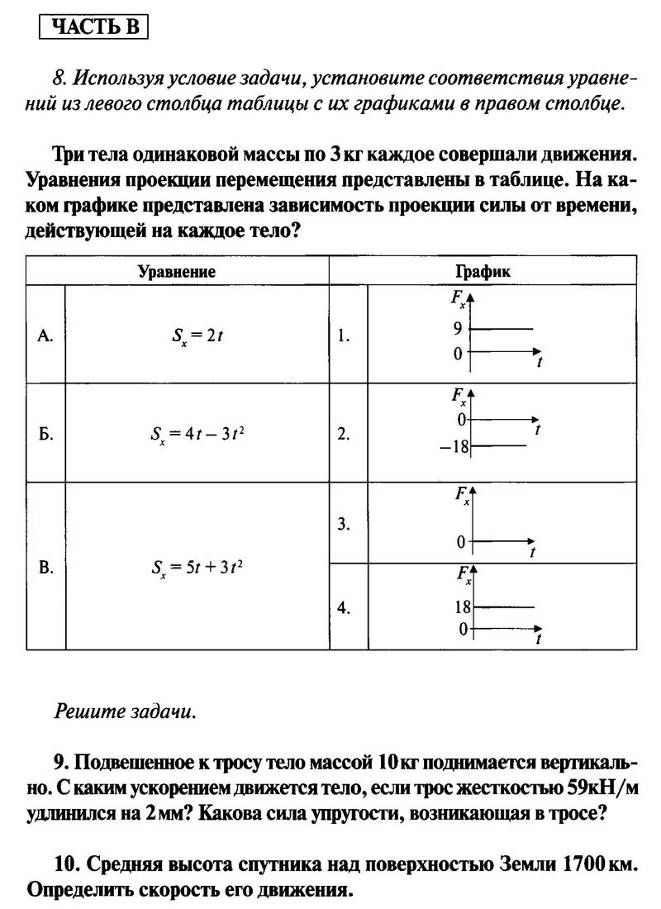 ЧАСТЬ В
8. Используя условие задачи, установите соответствия уравне-
ний из левого столбца таблицы с их графиками в правом столбце.
Три тела одинаковой массы по 3 кг каждое совершали движения.
Уравнения проекции перемещения представлены в таблице. На ка-
ком графике представлена зависимость проекции силы от времени,
действующей на каждое тело?
Уравнение График
А. Sₓ = 2t 1. Fₓ 9 0 t
Б. Sₓ = 4t – 3t² 2. Fₓ 0 –18 t
В. Sₓ = 5t + 3t² 3. Fₓ 0 t
4. Fₓ 18 0 t
Решите задачи.
9. Подвешенное к тросу тело массой 10 кг поднимается вертикаль-
но. С каким ускорением движется тело, если трос жесткостью 59кН/м
удлинился на 2 мм? Какова сила упругости, возникающая в тросе?
10. Средняя высота спутника над поверхностью Земли 1700 км.
Определить скорость его движения.